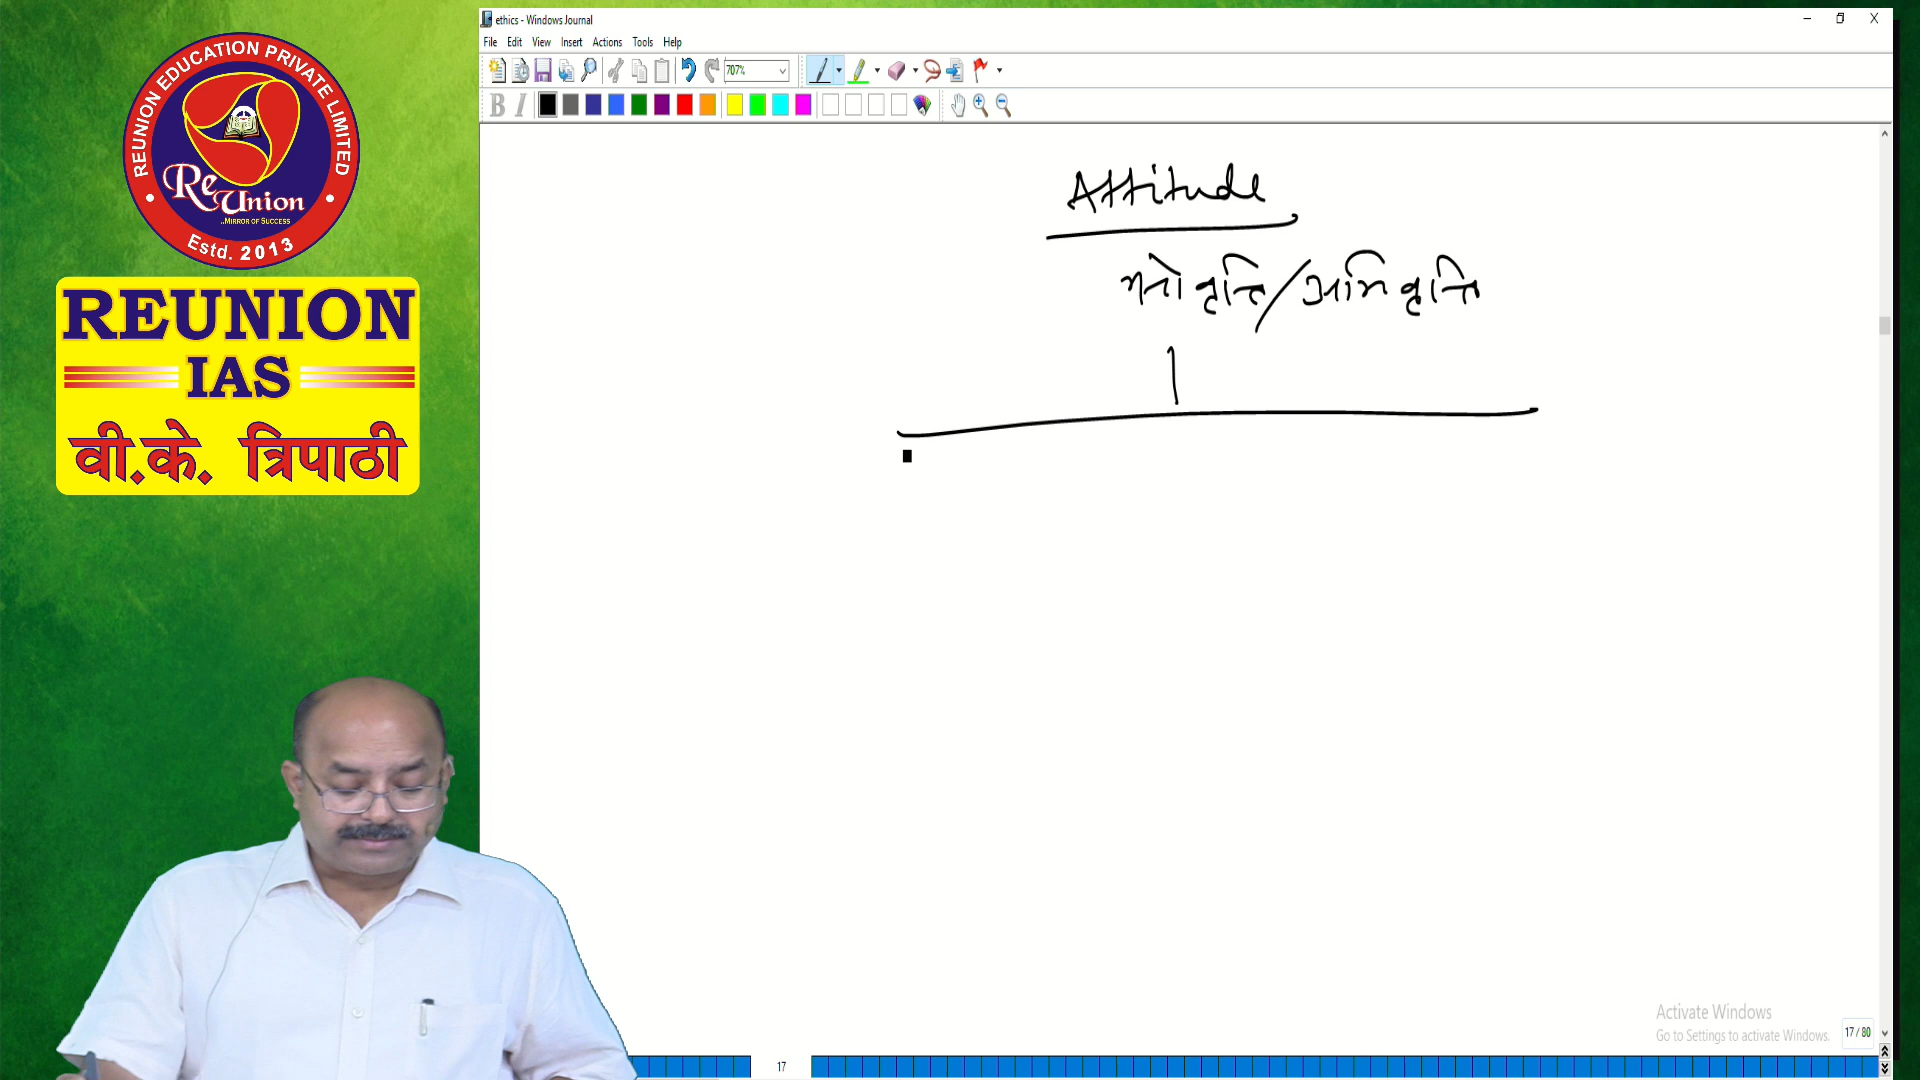 REUNION EDUCATION PRIVATE LIMITED
ReUnion
..MIRROR OF SUCCESS
Estd. 2013
REUNION
IAS
वी.के. त्रिपाठी
ethics - Windows Journal
File Edit View Insert Actions Tools Help
707%
B I
Attitude
मनोवृत्ति/अभिवृत्ति
Activate Windows
Go to Settings to activate Windows.
17 / 80
17